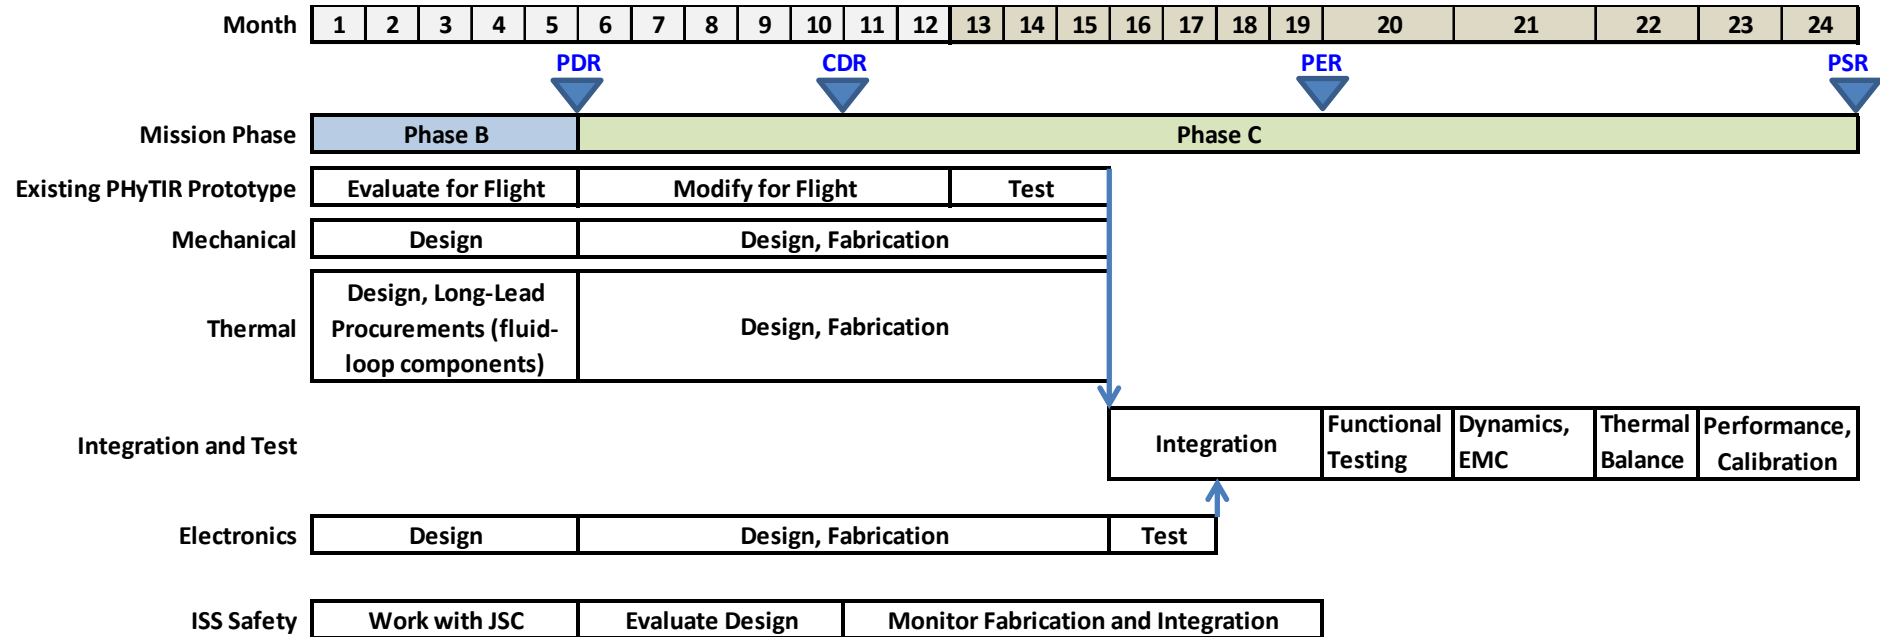 Month 1 2 3 4 5 6 7 8 9 10 11 12 13 14 15 16 17 18 19 20 21 22 23 24
PDR CDR PER PSR
Mission Phase Phase B Phase C
Existing PHyTIR Prototype Evaluate for Flight Modify for Flight Test
Mechanical Design Design, Fabrication
Thermal
Design, Long-Lead
Procurements (fluid-
loop components)
Design, Fabrication
Integration and Test
Integration
Functional
Testing
Dynamics,
EMC
Thermal
Balance
Performance,
Calibration
Electronics Design Design, Fabrication Test
ISS Safety Work with JSC Evaluate Design Monitor Fabrication and Integration